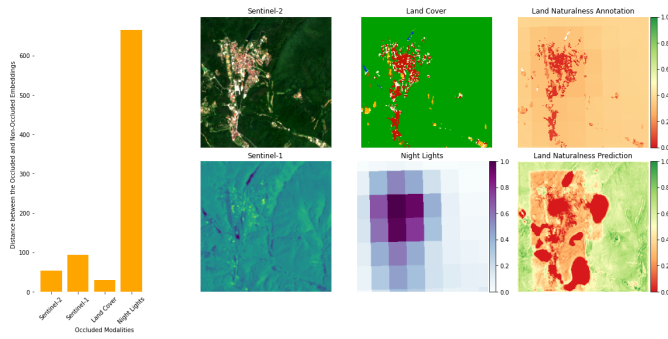 Distance between the Occluded and Non-Occluded Embeddings
600
500
400
300
200
100
0
Sentinel-2
Sentinel-1
Land Cover
Night Lights
Occluded Modalities
Sentinel-2
Land Cover
Land Naturalness Annotation
1.0
0.8
0.6
0.4
0.2
0.0
Sentinel-1
Night Lights
1.0
0.8
0.6
0.4
0.2
0.0
Land Naturalness Prediction
1.0
0.8
0.6
0.4
0.2
0.0